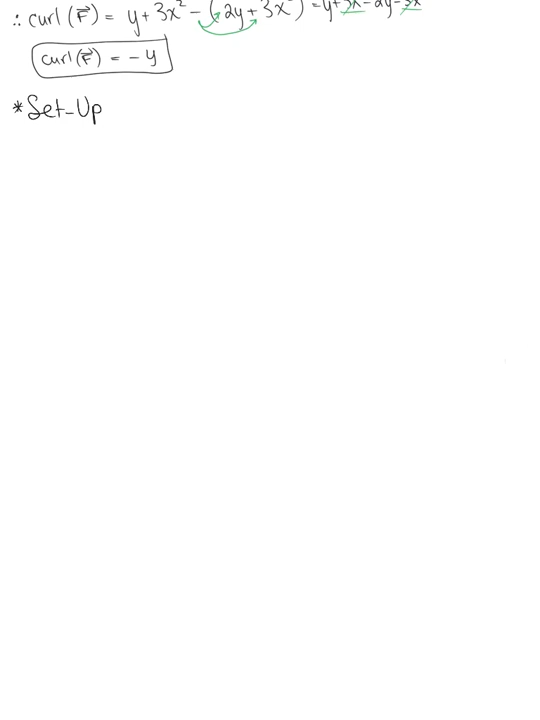 ∴ curl (F⃗) = y + 3x² - (2y + 3x²) = y + 3x² - 2y - 3x²
curl (F⃗) = - y
*Set-Up